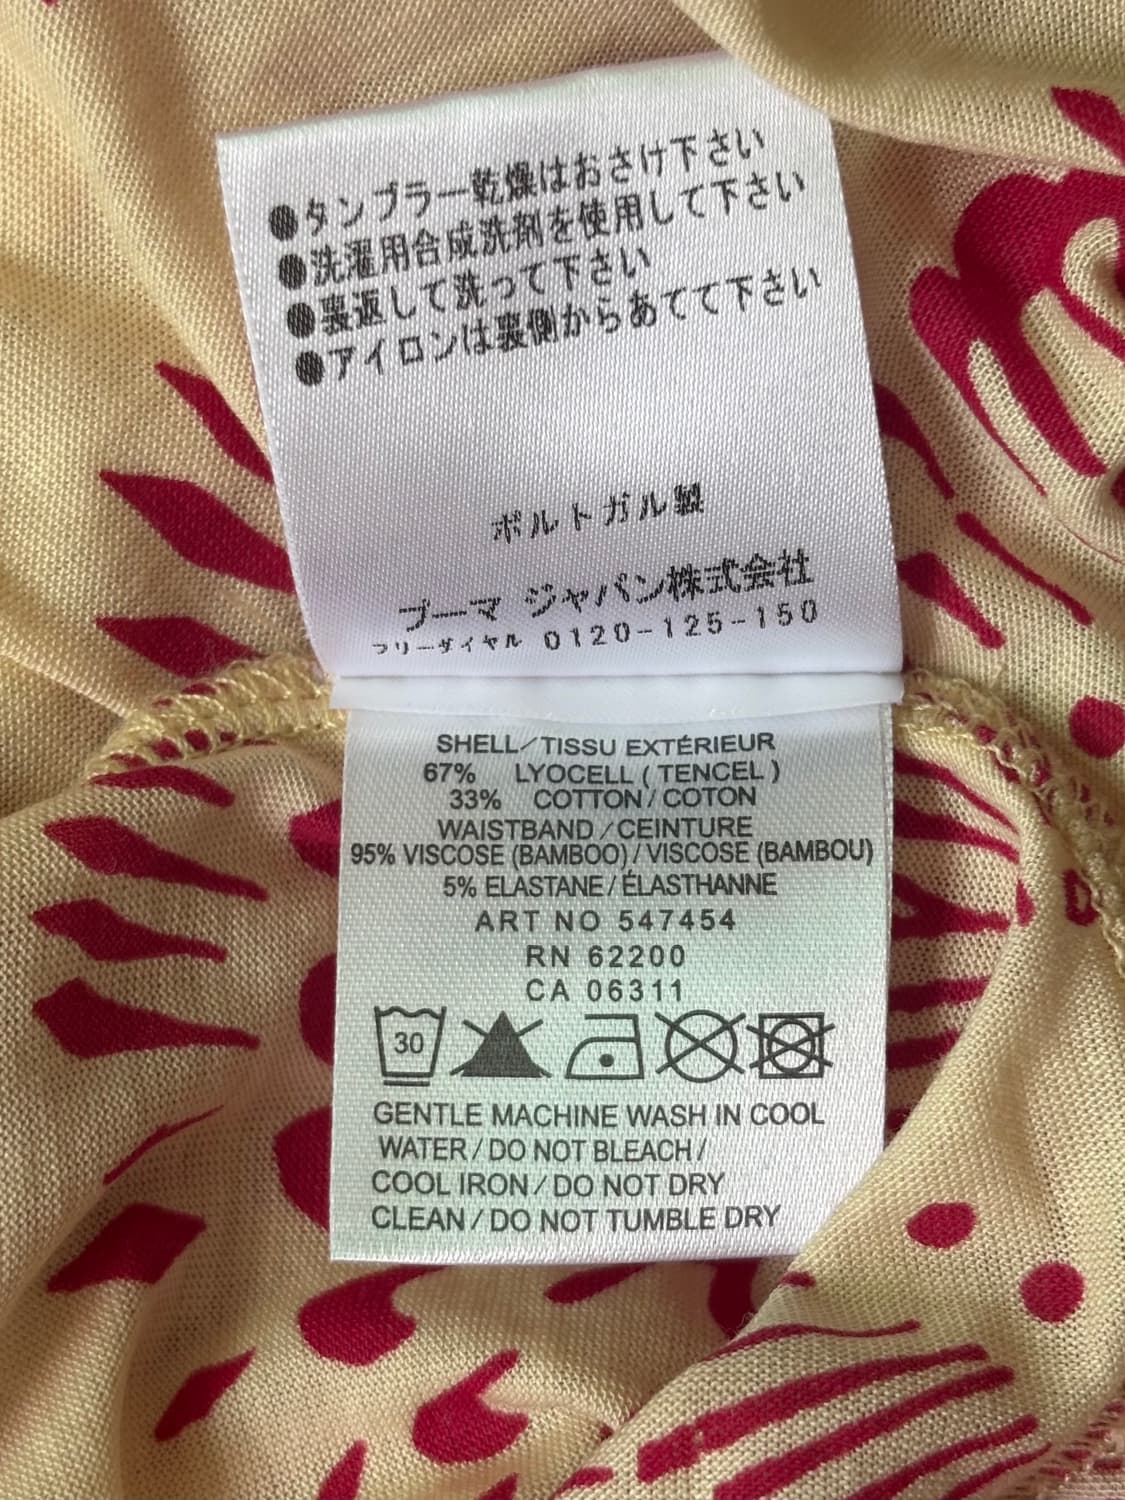 ●タンブラー乾燥はおさけ下さい
●洗濯用合成洗剤を使用して下さい
●裏返して洗って下さい
●アイロンは裏側からあてて下さい
ポルトガル製
プーマ ジャパン株式会社
フリーダイヤル 0120-125-150
SHELL/TISSU EXTÉRIEUR
67% LYOCELL ( TENCEL )
33% COTTON / COTON
WAISTBAND / CEINTURE
95% VISCOSE (BAMBOO) / VISCOSE (BAMBOU)
5% ELASTANE / ÉLASTHANNE
ART NO 547454
RN 62200
CA 06311
30
GENTLE MACHINE WASH IN COOL
WATER / DO NOT BLEACH /
COOL IRON / DO NOT DRY
CLEAN / DO NOT TUMBLE DRY